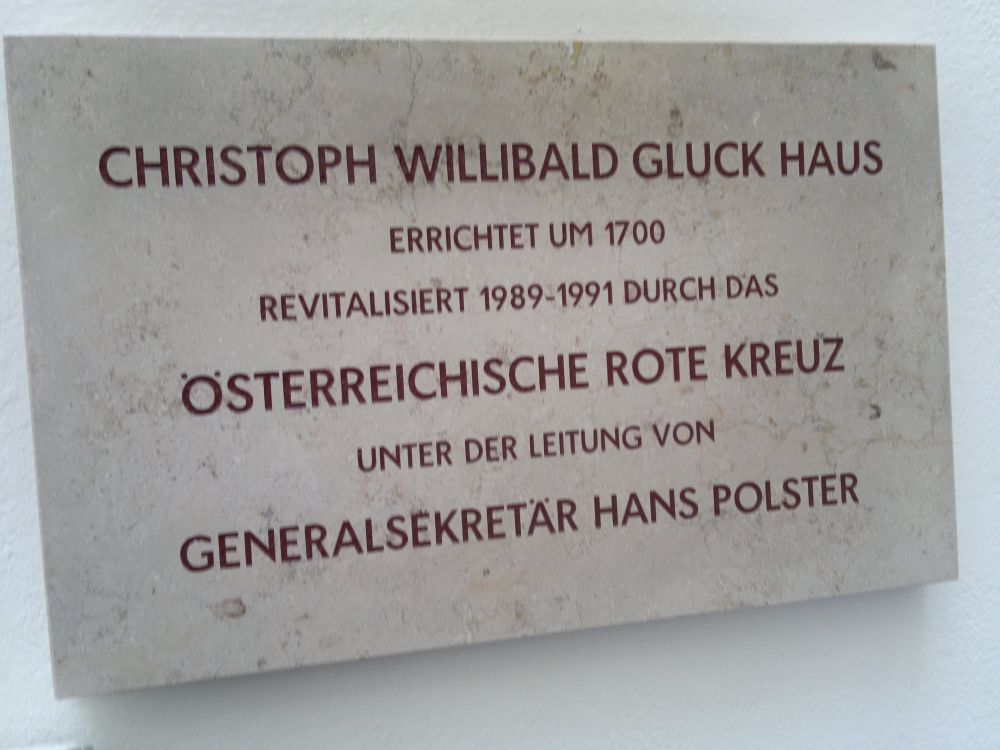 CHRISTOPH WILLIBALD GLUCK HAUS
ERRICHTET UM 1700
REVITALISIERT 1989-1991 DURCH DAS
ÖSTERREICHISCHE ROTE KREUZ
UNTER DER LEITUNG VON
GENERALSEKRETÄR HANS POLSTER